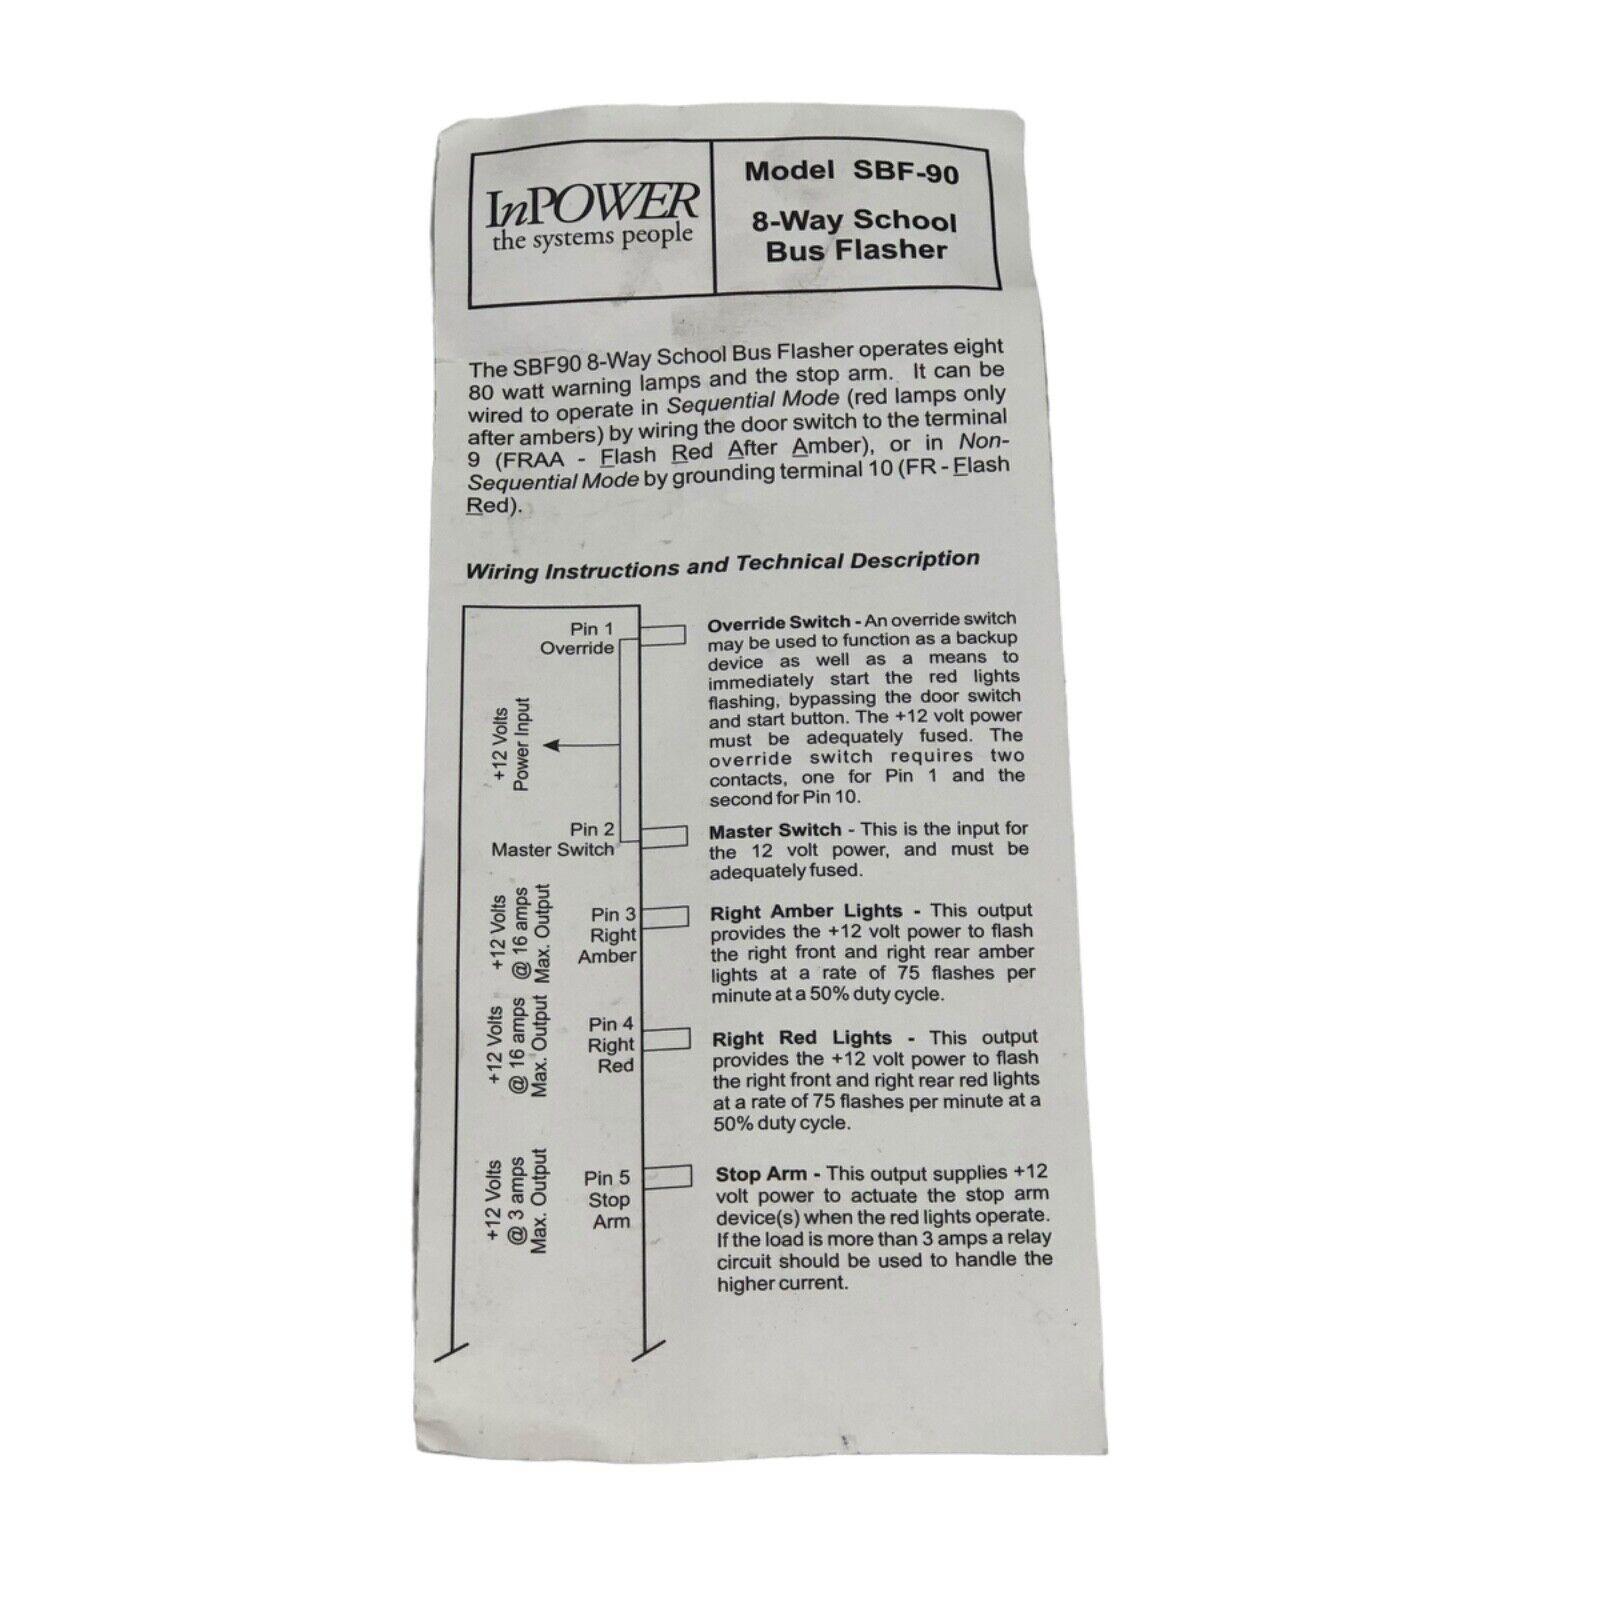 InPOWER
the systems people
Model SBF-90
8-Way School
Bus Flasher
The SBF90 8-Way School Bus Flasher operates eight
80 watt warning lamps and the stop arm. It can be
wired to operate in Sequential Mode (red lamps only
after ambers) by wiring the door switch to the terminal
9 (FRAA - Flash Red After Amber), or in Non-
Sequential Mode by grounding terminal 10 (FR - Flash
Red).
Wiring Instructions and Technical Description
Pin 1
Override
+12 Volts
Power Input
Override Switch - An override switch
may be used to function as a backup
device as well as a means to
immediately start the red lights
flashing, bypassing the door switch
and start button. The +12 volt power
must be adequately fused. The
override switch requires two
contacts, one for Pin 1 and the
second for Pin 10.
Pin 2
Master Switch
Master Switch - This is the input for
the 12 volt power, and must be
adequately fused.
+12 Volts
@ 16 amps
Max. Output
Pin 3
Right
Amber
Right Amber Lights - This output
provides the +12 volt power to flash
the right front and right rear amber
lights at a rate of 75 flashes per
minute at a 50% duty cycle.
+12 Volts
@ 16 amps
Max. Output
Pin 4
Right
Red
Right Red Lights - This output
provides the +12 volt power to flash
the right front and right rear red lights
at a rate of 75 flashes per minute at a
50% duty cycle.
+12 Volts
@ 3 amps
Max. Output
Pin 5
Stop
Arm
Stop Arm - This output supplies +12
volt power to actuate the stop arm
device(s) when the red lights operate.
If the load is more than 3 amps a relay
circuit should be used to handle the
higher current.